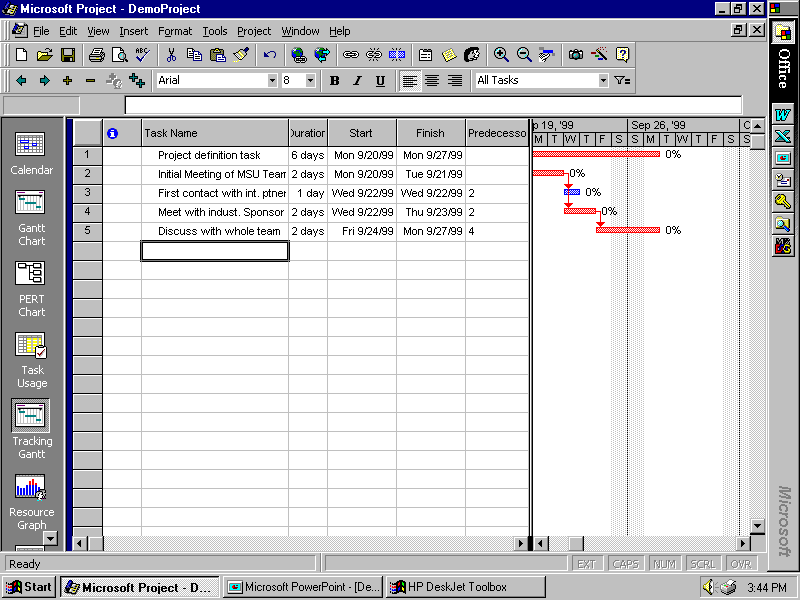 Microsoft Project - DemoProject
File Edit View Insert Format Tools Project Window Help
Arial 8 B I U All Tasks
Office
Calendar
Gantt
Chart
PERT
Chart
Task
Usage
Tracking
Gantt
Resource
Graph
Task Name Duration Start Finish Predecesso
p 19, '99 Sep 26, '99 O
M T W T F S S M T W T F S S
1 Project definition task 6 days Mon 9/20/99 Mon 9/27/99 0%
2 Initial Meeting of MSU Team 2 days Mon 9/20/99 Tue 9/21/99 0%
3 First contact with int. ptner 1 day Wed 9/22/99 Wed 9/22/99 2 0%
4 Meet with indust. Sponsor 2 days Wed 9/22/99 Thu 9/23/99 2 0%
5 Discuss with whole team 2 days Fri 9/24/99 Mon 9/27/99 4 0%
Microsoft
Ready EXT CAPS NUM SCRL OVR
Start Microsoft Project - D... Microsoft PowerPoint - [De... HP DeskJet Toolbox 3:44 PM